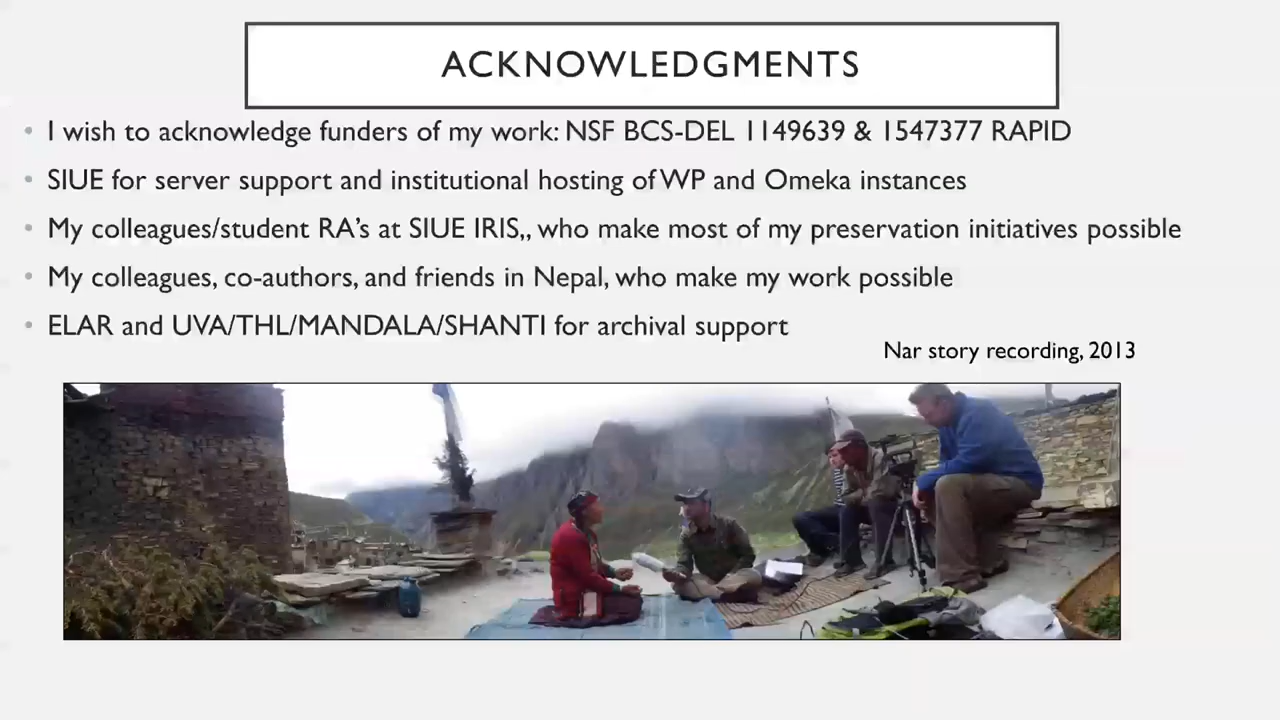 ACKNOWLEDGMENTS
• I wish to acknowledge funders of my work: NSF BCS-DEL 1149639 & 1547377 RAPID
• SIUE for server support and institutional hosting of WP and Omeka instances
• My colleagues/student RA’s at SIUE IRIS,, who make most of my preservation initiatives possible
• My colleagues, co-authors, and friends in Nepal, who make my work possible
• ELAR and UVA/THL/MANDALA/SHANTI for archival support
Nar story recording, 2013